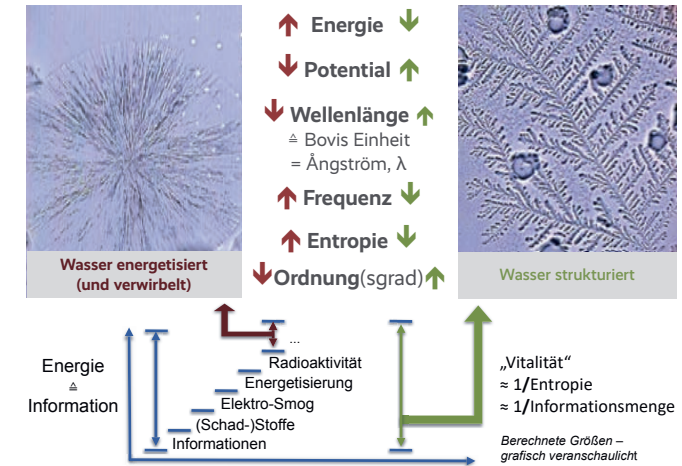 Energie
Potential
Wellenlänge
≙ Bovis Einheit
= Ångström, λ
Frequenz
Entropie
Ordnung(sgrad)
Wasser energetisiert
(und verwirbelt)
Wasser strukturiert
Energie
≙
Information
...
Radioaktivität
Energetisierung
Elektro-Smog
(Schad-)Stoffe
Informationen
„Vitalität“
≈ 1/Entropie
≈ 1/Informationsmenge
Berechnete Größen –
grafisch veranschaulicht